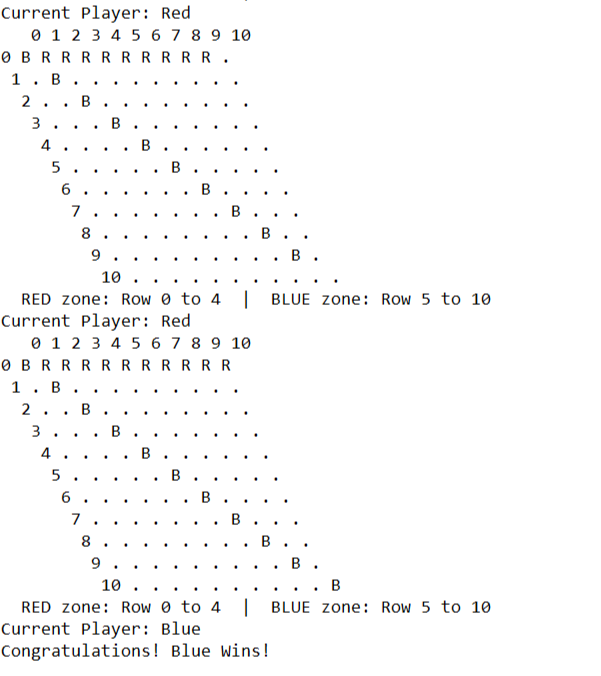 Current Player: Red
   0 1 2 3 4 5 6 7 8 9 10
0 B R R R R R R R R R .
 1 . B . . . . . . . . .
  2 . . B . . . . . . . .
   3 . . . B . . . . . . .
    4 . . . . B . . . . . .
     5 . . . . . B . . . . .
      6 . . . . . . B . . . .
       7 . . . . . . . B . . .
        8 . . . . . . . . B . .
         9 . . . . . . . . . B .
          10 . . . . . . . . . . .
  RED zone: Row 0 to 4  |  BLUE zone: Row 5 to 10
Current Player: Red
   0 1 2 3 4 5 6 7 8 9 10
0 B R R R R R R R R R R
 1 . B . . . . . . . . .
  2 . . B . . . . . . . .
   3 . . . B . . . . . . .
    4 . . . . B . . . . . .
     5 . . . . . B . . . . .
      6 . . . . . . B . . . .
       7 . . . . . . . B . . .
        8 . . . . . . . . B . .
         9 . . . . . . . . . B .
          10 . . . . . . . . . . B
  RED zone: Row 0 to 4  |  BLUE zone: Row 5 to 10
Current Player: Blue
Congratulations! Blue Wins!